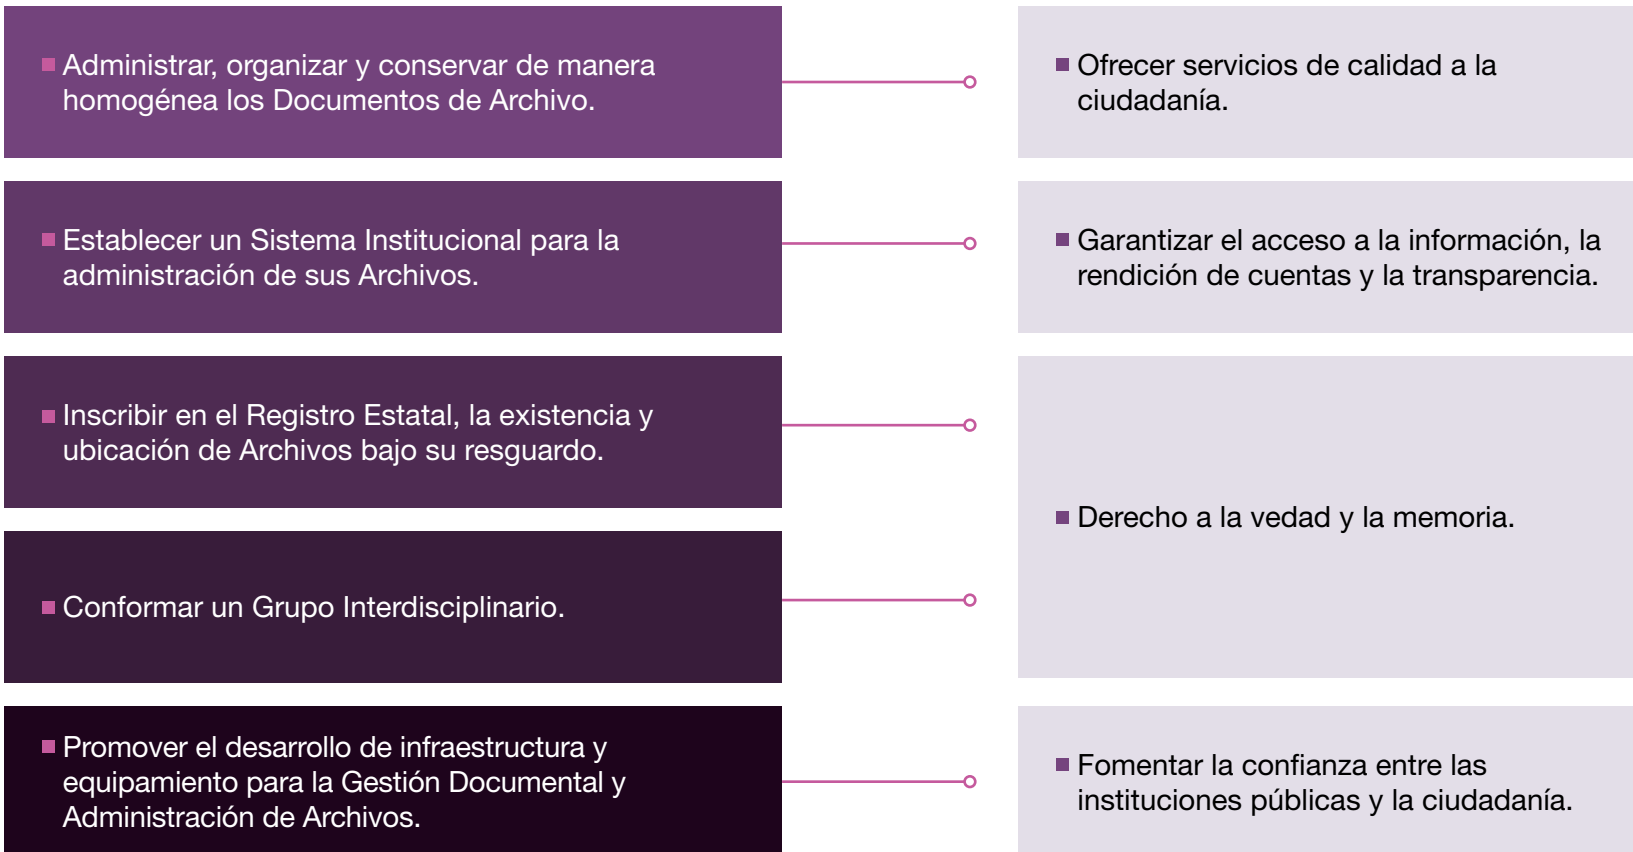 Administrar, organizar y conservar de manera
homogénea los Documentos de Archivo.
Ofrecer servicios de calidad a la
ciudadanía.
Establecer un Sistema Institucional para la
administración de sus Archivos.
Garantizar el acceso a la información, la
rendición de cuentas y la transparencia.
Inscribir en el Registro Estatal, la existencia y
ubicación de Archivos bajo su resguardo.
Derecho a la vedad y la memoria.
Conformar un Grupo Interdisciplinario.
Promover el desarrollo de infraestructura y
equipamiento para la Gestión Documental y
Administración de Archivos.
Fomentar la confianza entre las
instituciones públicas y la ciudadanía.